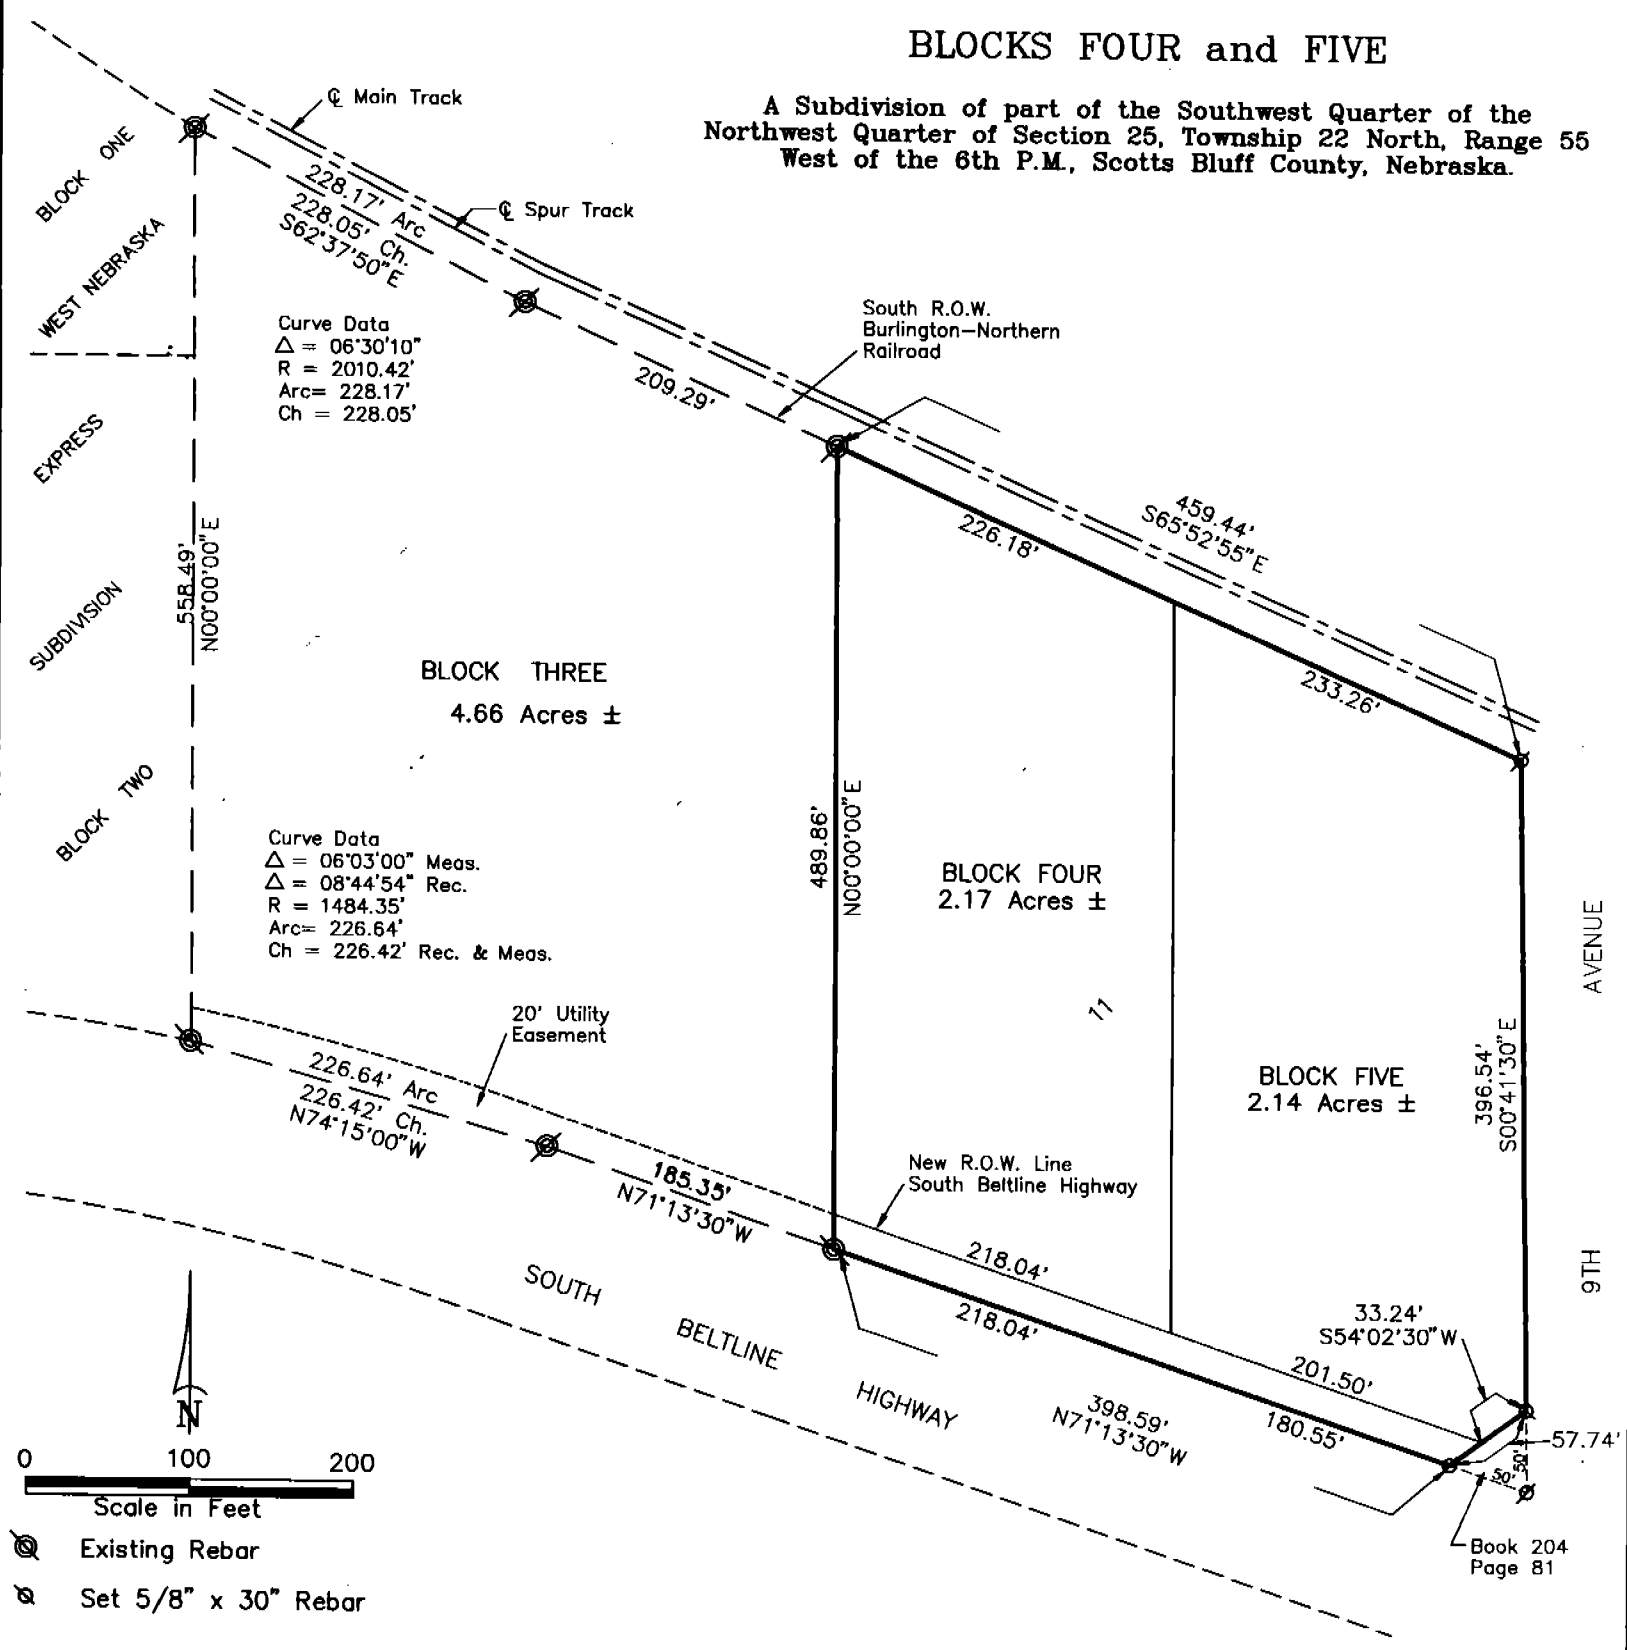 BLOCKS FOUR and FIVE
A Subdivision of part of the Southwest Quarter of the
Northwest Quarter of Section 25, Township 22 North, Range 55
West of the 6th P.M., Scotts Bluff County, Nebraska.
℄ Main Track
℄ Spur Track
BLOCK ONE
WEST NEBRASKA
EXPRESS
SUBDIVISION
BLOCK TWO
228.17' Arc
228.05' Ch.
S62°37'50"E
Curve Data
Δ = 06°30'10"
R = 2010.42'
Arc= 228.17'
Ch = 228.05'
South R.O.W.
Burlington-Northern
Railroad
209.29'
459.44'
S65°52'55"E
226.18'
233.26'
558.49'
N00°00'00"E
BLOCK THREE
4.66 Acres ±
489.86'
N00°00'00"E
BLOCK FOUR
2.17 Acres ±
11
BLOCK FIVE
2.14 Acres ±
396.54'
S00°41'30"E
9TH AVENUE
Curve Data
Δ = 06°03'00" Meas.
Δ = 08°44'54" Rec.
R = 1484.35'
Arc= 226.64'
Ch = 226.42' Rec. & Meas.
20' Utility
Easement
226.64' Arc
226.42' Ch.
N74°15'00"W
185.35'
N71°13'30"W
New R.O.W. Line
South Beltline Highway
218.04'
218.04'
33.24'
S54°02'30"W
201.50'
180.55'
398.59'
N71°13'30"W
57.74'
50'
50'
Book 204
Page 81
SOUTH BELTLINE HIGHWAY
N
0 100 200
Scale in Feet
Existing Rebar
Set 5/8" x 30" Rebar